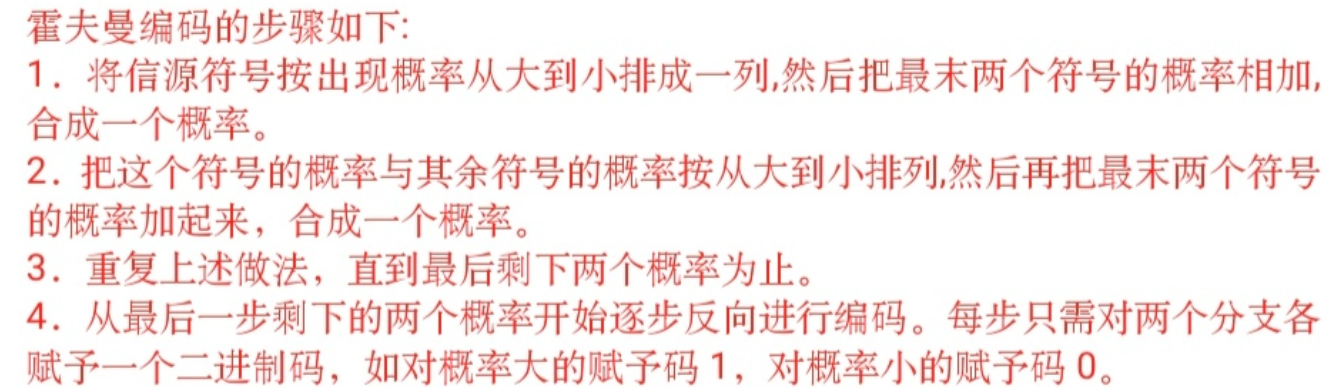 霍夫曼编码的步骤如下:
1. 将信源符号按出现概率从大到小排成一列,然后把最末两个符号的概率相加,
合成一个概率。
2. 把这个符号的概率与其余符号的概率按从大到小排列,然后再把最末两个符号
的概率加起来，合成一个概率。
3. 重复上述做法，直到最后剩下两个概率为止。
4. 从最后一步剩下的两个概率开始逐步反向进行编码。每步只需对两个分支各
赋予一个二进制码，如对概率大的赋予码 1，对概率小的赋予码 0。